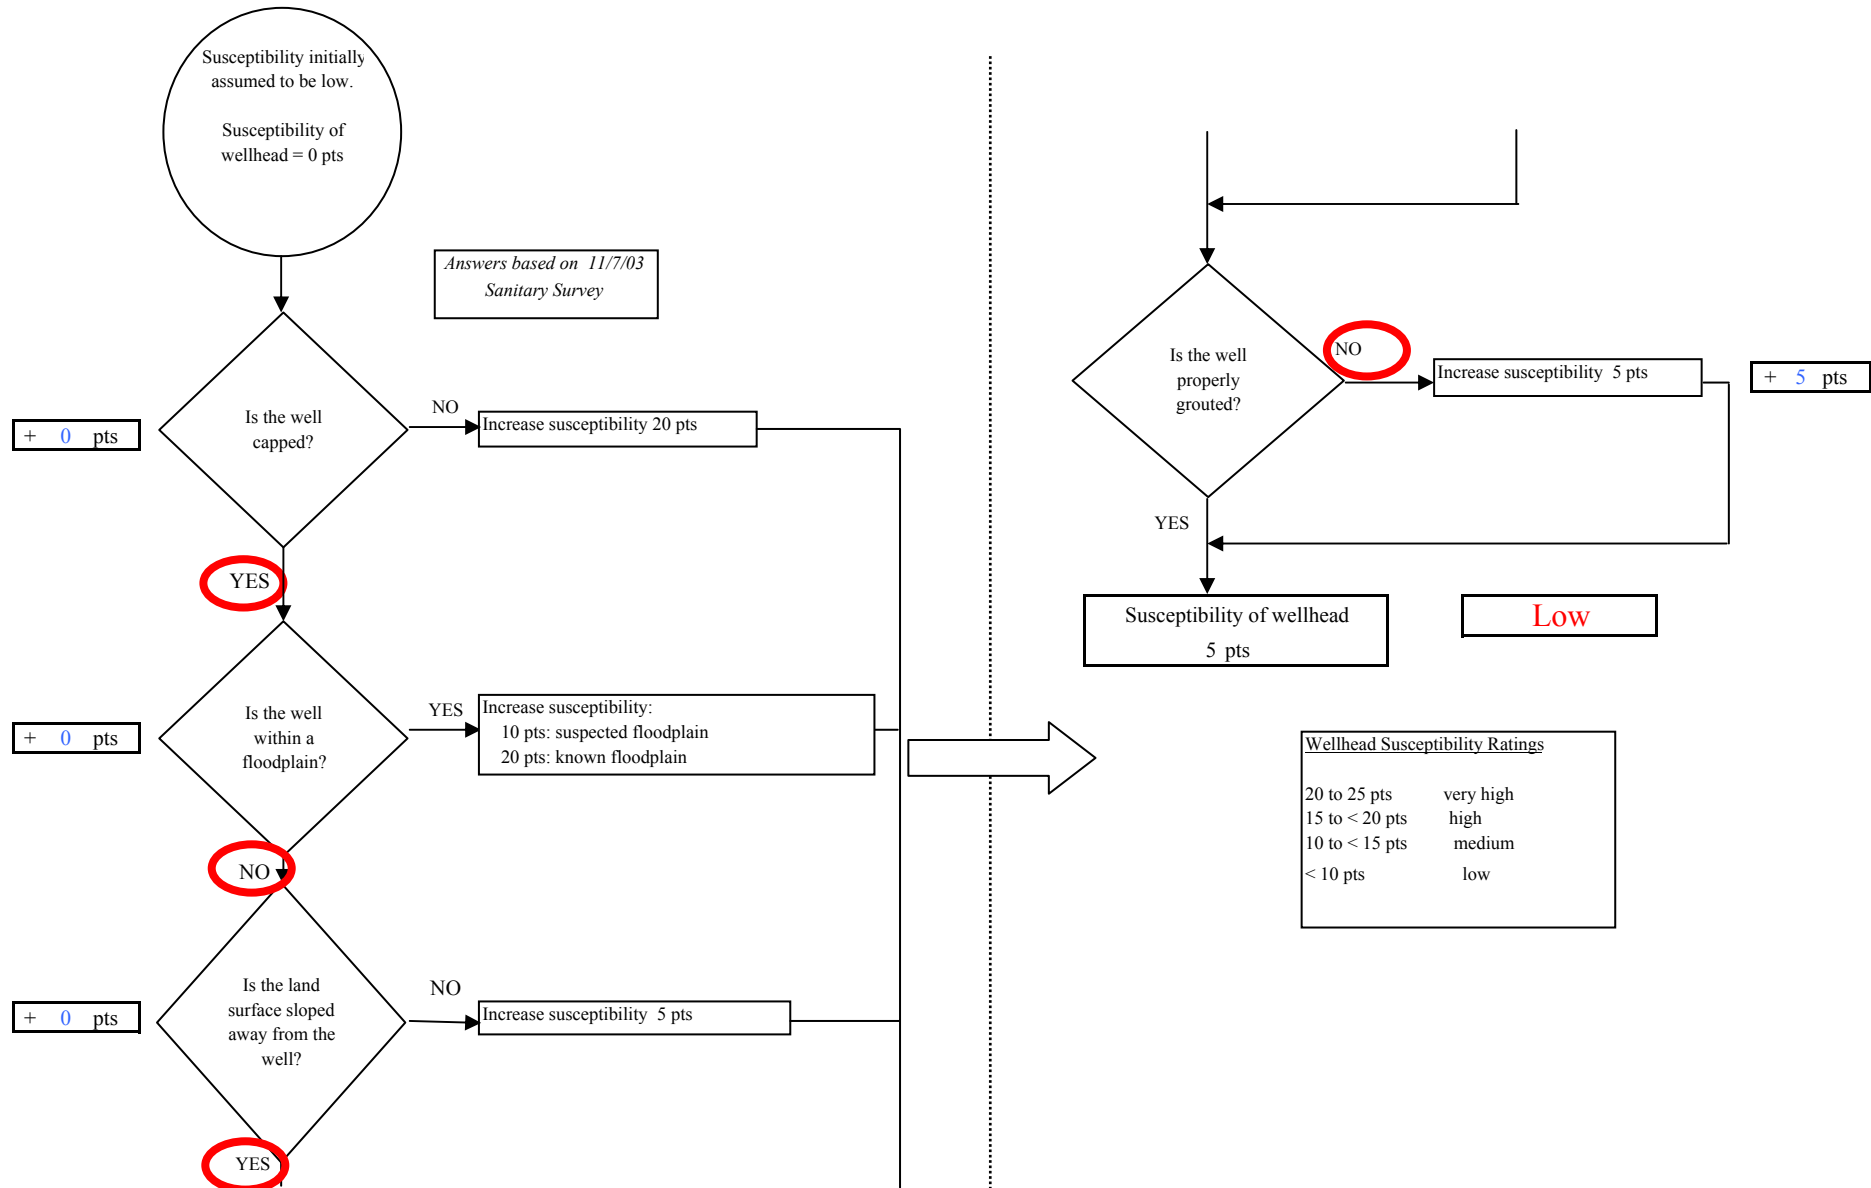 Susceptibility initially
assumed to be low.
Susceptibility of
wellhead = 0 pts
Answers based on 11/7/03
Sanitary Survey
+ 0 pts
Is the well
capped?
NO
Increase susceptibility 20 pts
YES
+ 0 pts
Is the well
within a
floodplain?
YES
Increase susceptibility:
10 pts: suspected floodplain
20 pts: known floodplain
NO
+ 0 pts
Is the land
surface sloped
away from the
well?
NO
Increase susceptibility 5 pts
YES
Is the well
properly
grouted?
NO
Increase susceptibility 5 pts
+ 5 pts
YES
Susceptibility of wellhead
5 pts
Low
Wellhead Susceptibility Ratings
20 to 25 pts very high
15 to < 20 pts high
10 to < 15 pts medium
< 10 pts low